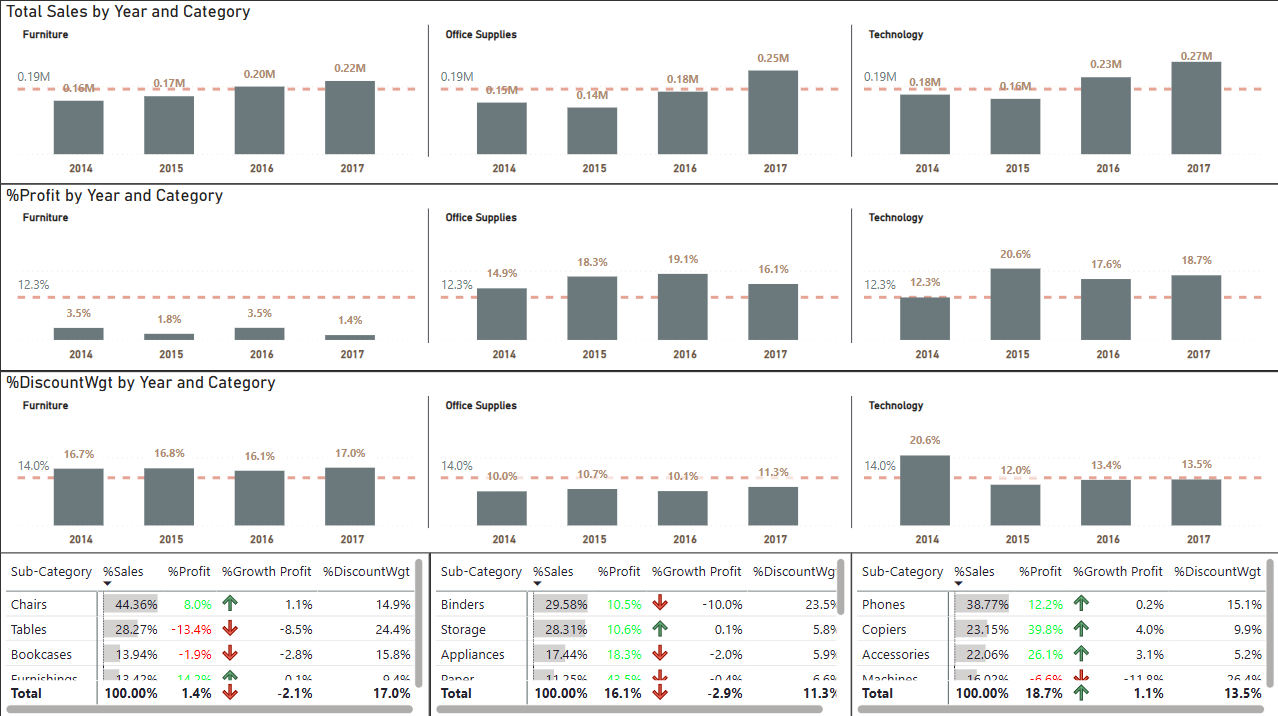 Total Sales by Year and Category
Furniture
0.19M
0.16M
0.17M
0.20M
0.22M
2014 2015 2016 2017
Office Supplies
0.19M
0.15M
0.14M
0.18M
0.25M
2014 2015 2016 2017
Technology
0.19M
0.18M
0.16M
0.23M
0.27M
2014 2015 2016 2017
%Profit by Year and Category
Furniture
12.3%
3.5% 1.8% 3.5% 1.4%
2014 2015 2016 2017
Office Supplies
12.3%
14.9% 18.3% 19.1% 16.1%
2014 2015 2016 2017
Technology
12.3%
12.3% 20.6% 17.6% 18.7%
2014 2015 2016 2017
%DiscountWgt by Year and Category
Furniture
14.0%
16.7% 16.8% 16.1% 17.0%
2014 2015 2016 2017
Office Supplies
14.0%
10.0% 10.7% 10.1% 11.3%
2014 2015 2016 2017
Technology
14.0%
20.6% 12.0% 13.4% 13.5%
2014 2015 2016 2017
Sub-Category %Sales %Profit %Growth Profit %DiscountWgt
Chairs 44.36% 8.0% 1.1% 14.9%
Tables 28.27% -13.4% -8.5% 24.4%
Bookcases 13.94% -1.9% -2.8% 15.8%
Furnishings 13.42% 14.2% 0.1% 9.4%
Total 100.00% 1.4% -2.1% 17.0%
Sub-Category %Sales %Profit %Growth Profit %DiscountWgt
Binders 29.58% 10.5% -10.0% 23.5%
Storage 28.31% 10.6% 0.1% 5.8%
Appliances 17.44% 18.3% -2.0% 5.9%
Paper 11.25% 43.5% -0.4% 6.6%
Total 100.00% 16.1% -2.9% 11.3%
Sub-Category %Sales %Profit %Growth Profit %DiscountWgt
Phones 38.77% 12.2% 0.2% 15.1%
Copiers 23.15% 39.8% 4.0% 9.9%
Accessories 22.06% 26.1% 3.1% 5.2%
Machines 16.02% -6.6% -11.8% 26.4%
Total 100.00% 18.7% 1.1% 13.5%